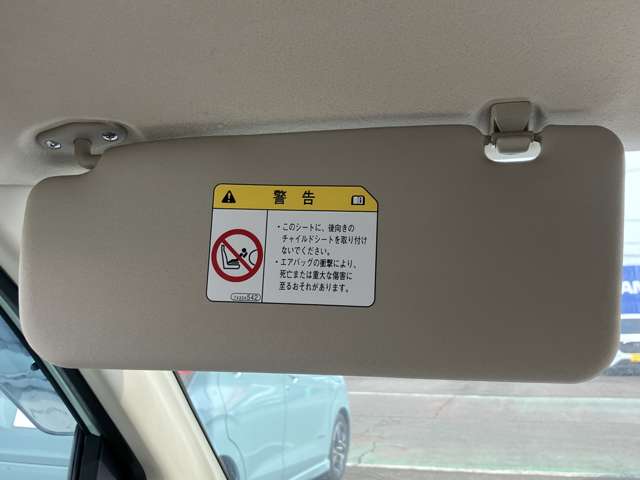 警告
・このシートに、後向きの
チャイルドシートを取り付け
ないでください。
・エアバッグの衝撃により、
死亡または重大な傷害に
至るおそれがあります。